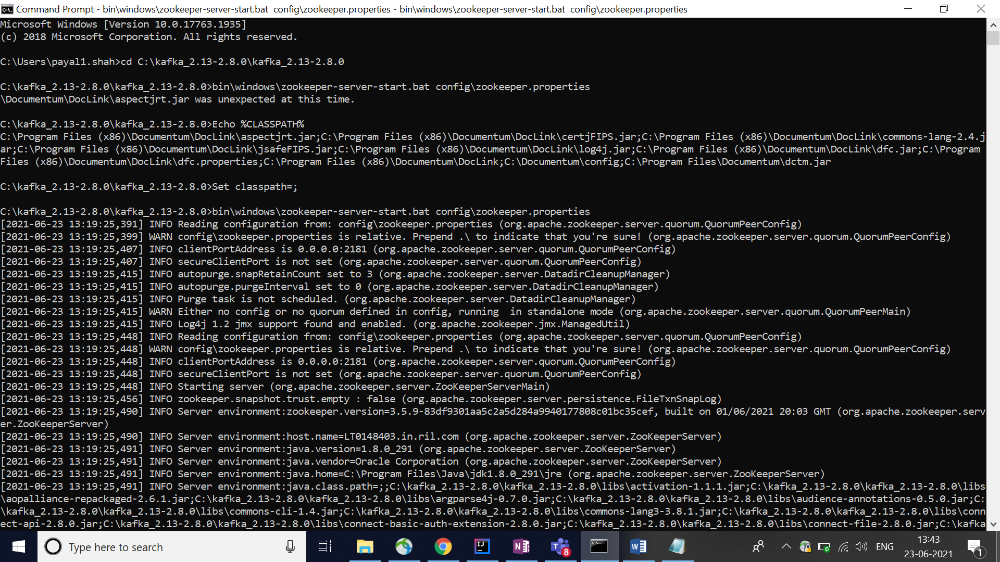 Command Prompt - bin\windows\zookeeper-server-start.bat  config\zookeeper.properties - bin\windows\zookeeper-server-start.bat  config\zookeeper.properties
Microsoft Windows [Version 10.0.17763.1935]
(c) 2018 Microsoft Corporation. All rights reserved.
C:\Users\payal1.shah>cd C:\kafka_2.13-2.8.0\kafka_2.13-2.8.0
C:\kafka_2.13-2.8.0\kafka_2.13-2.8.0>bin\windows\zookeeper-server-start.bat config\zookeeper.properties
\Documentum\DocLink\aspectjrt.jar was unexpected at this time.
C:\kafka_2.13-2.8.0\kafka_2.13-2.8.0>Echo %CLASSPATH%
C:\Program Files (x86)\Documentum\DocLink\aspectjrt.jar;C:\Program Files (x86)\Documentum\DocLink\certjFIPS.jar;C:\Program Files (x86)\Documentum\DocLink\commons-lang-2.4.j
ar;C:\Program Files (x86)\Documentum\DocLink\jsafeFIPS.jar;C:\Program Files (x86)\Documentum\DocLink\log4j.jar;C:\Program Files (x86)\Documentum\DocLink\dfc.jar;C:\Program
Files (x86)\Documentum\DocLink\dfc.properties;C:\Program Files (x86)\Documentum\DocLink;C:\Documentum\config;C:\Program Files\Documentum\dctm.jar
C:\kafka_2.13-2.8.0\kafka_2.13-2.8.0>Set classpath=;
C:\kafka_2.13-2.8.0\kafka_2.13-2.8.0>bin\windows\zookeeper-server-start.bat config\zookeeper.properties
[2021-06-23 13:19:25,391] INFO Reading configuration from: config\zookeeper.properties (org.apache.zookeeper.server.quorum.QuorumPeerConfig)
[2021-06-23 13:19:25,399] WARN config\zookeeper.properties is relative. Prepend .\ to indicate that you're sure! (org.apache.zookeeper.server.quorum.QuorumPeerConfig)
[2021-06-23 13:19:25,407] INFO clientPortAddress is 0.0.0.0:2181 (org.apache.zookeeper.server.quorum.QuorumPeerConfig)
[2021-06-23 13:19:25,407] INFO secureClientPort is not set (org.apache.zookeeper.server.quorum.QuorumPeerConfig)
[2021-06-23 13:19:25,415] INFO autopurge.snapRetainCount set to 3 (org.apache.zookeeper.server.DatadirCleanupManager)
[2021-06-23 13:19:25,415] INFO autopurge.purgeInterval set to 0 (org.apache.zookeeper.server.DatadirCleanupManager)
[2021-06-23 13:19:25,415] INFO Purge task is not scheduled. (org.apache.zookeeper.server.DatadirCleanupManager)
[2021-06-23 13:19:25,415] WARN Either no config or no quorum defined in config, running  in standalone mode (org.apache.zookeeper.server.quorum.QuorumPeerMain)
[2021-06-23 13:19:25,415] INFO Log4j 1.2 jmx support found and enabled. (org.apache.zookeeper.jmx.ManagedUtil)
[2021-06-23 13:19:25,448] INFO Reading configuration from: config\zookeeper.properties (org.apache.zookeeper.server.quorum.QuorumPeerConfig)
[2021-06-23 13:19:25,448] WARN config\zookeeper.properties is relative. Prepend .\ to indicate that you're sure! (org.apache.zookeeper.server.quorum.QuorumPeerConfig)
[2021-06-23 13:19:25,448] INFO clientPortAddress is 0.0.0.0:2181 (org.apache.zookeeper.server.quorum.QuorumPeerConfig)
[2021-06-23 13:19:25,448] INFO secureClientPort is not set (org.apache.zookeeper.server.quorum.QuorumPeerConfig)
[2021-06-23 13:19:25,448] INFO Starting server (org.apache.zookeeper.server.ZooKeeperServerMain)
[2021-06-23 13:19:25,456] INFO zookeeper.snapshot.trust.empty : false (org.apache.zookeeper.server.persistence.FileTxnSnapLog)
[2021-06-23 13:19:25,490] INFO Server environment:zookeeper.version=3.5.9-83df9301aa5c2a5d284a9940177808c01bc35cef, built on 01/06/2021 20:03 GMT (org.apache.zookeeper.serv
er.ZooKeeperServer)
[2021-06-23 13:19:25,490] INFO Server environment:host.name=LT0148403.in.ril.com (org.apache.zookeeper.server.ZooKeeperServer)
[2021-06-23 13:19:25,491] INFO Server environment:java.version=1.8.0_291 (org.apache.zookeeper.server.ZooKeeperServer)
[2021-06-23 13:19:25,491] INFO Server environment:java.vendor=Oracle Corporation (org.apache.zookeeper.server.ZooKeeperServer)
[2021-06-23 13:19:25,491] INFO Server environment:java.home=C:\Program Files\Java\jdk1.8.0_291\jre (org.apache.zookeeper.server.ZooKeeperServer)
[2021-06-23 13:19:25,491] INFO Server environment:java.class.path=;;C:\kafka_2.13-2.8.0\kafka_2.13-2.8.0\libs\activation-1.1.1.jar;C:\kafka_2.13-2.8.0\kafka_2.13-2.8.0\libs
\aopalliance-repackaged-2.6.1.jar;C:\kafka_2.13-2.8.0\kafka_2.13-2.8.0\libs\argparse4j-0.7.0.jar;C:\kafka_2.13-2.8.0\kafka_2.13-2.8.0\libs\audience-annotations-0.5.0.jar;C:
\kafka_2.13-2.8.0\kafka_2.13-2.8.0\libs\commons-cli-1.4.jar;C:\kafka_2.13-2.8.0\kafka_2.13-2.8.0\libs\commons-lang3-3.8.1.jar;C:\kafka_2.13-2.8.0\kafka_2.13-2.8.0\libs\conn
ect-api-2.8.0.jar;C:\kafka_2.13-2.8.0\kafka_2.13-2.8.0\libs\connect-basic-auth-extension-2.8.0.jar;C:\kafka_2.13-2.8.0\kafka_2.13-2.8.0\libs\connect-file-2.8.0.jar;C:\kafka
Type here to search
8
ENG
13:43
23-06-2021
1